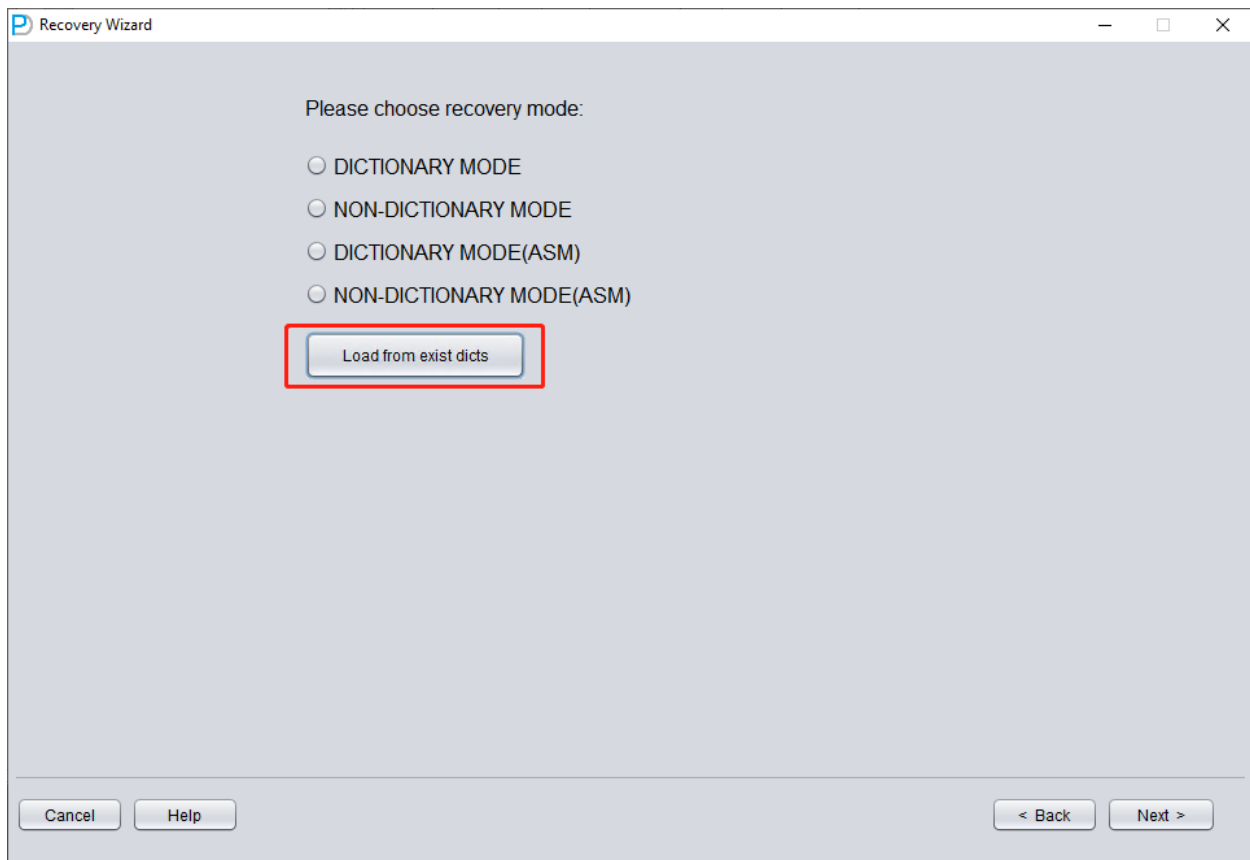 Recovery Wizard
Please choose recovery mode:
DICTIONARY MODE
NON-DICTIONARY MODE
DICTIONARY MODE(ASM)
NON-DICTIONARY MODE(ASM)
Load from exist dicts
Cancel Help < Back Next >